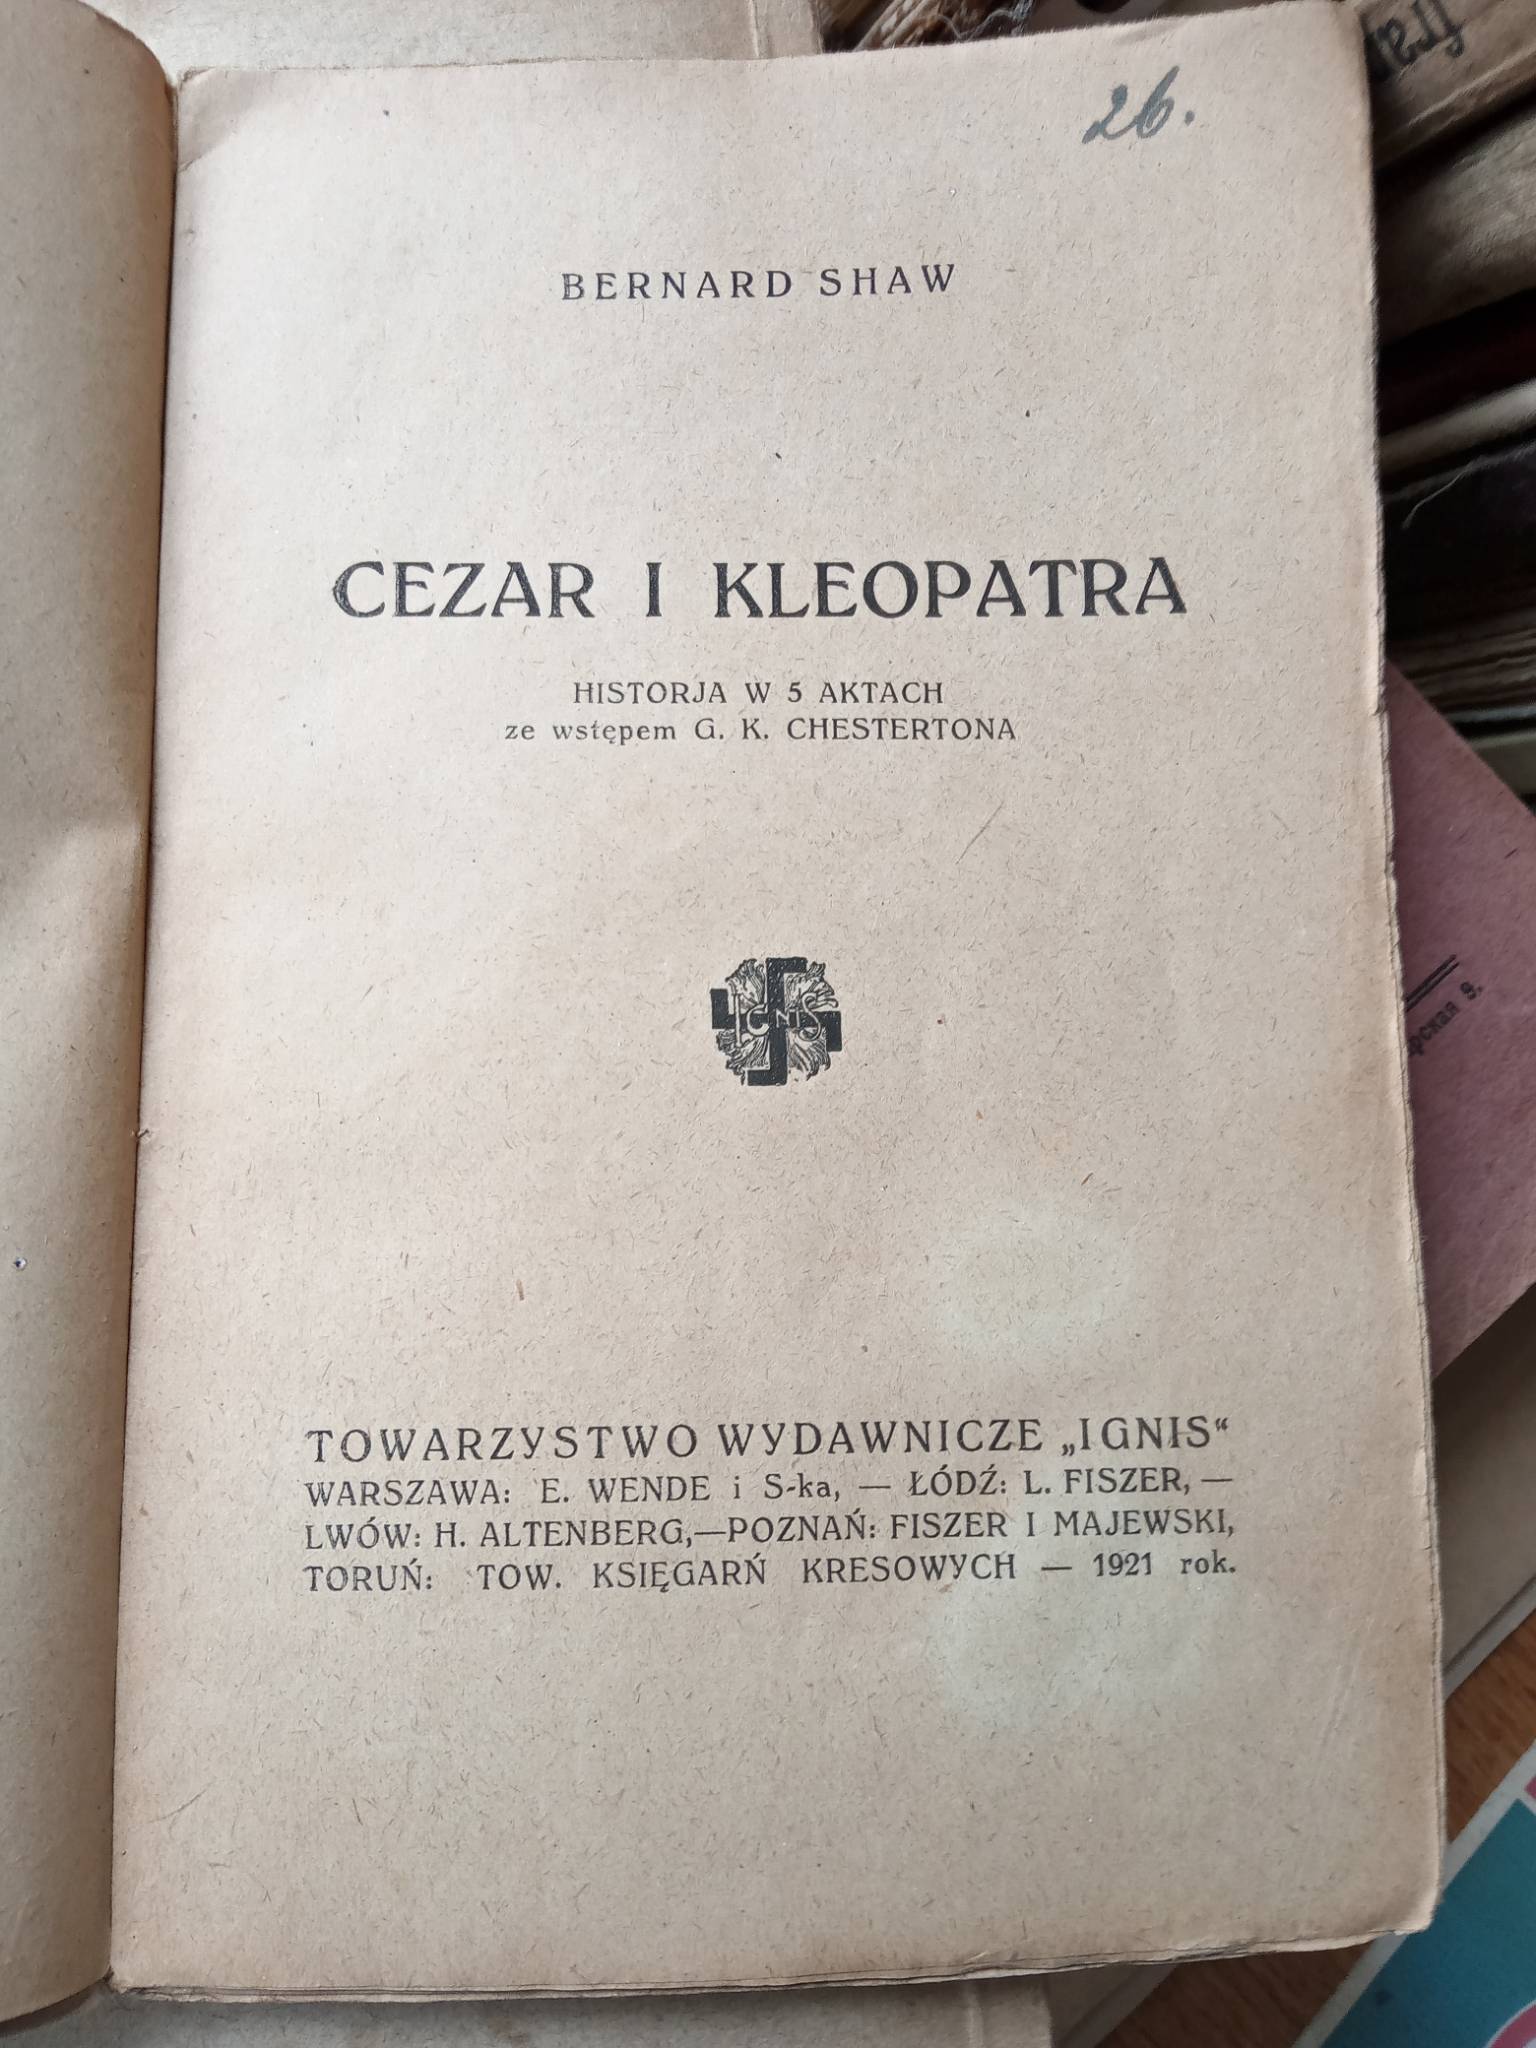 26.
BERNARD SHAW
CEZAR I KLEOPATRA
HISTORJA W 5 AKTACH
ze wstępem G. K. CHESTERTONA
IGNIS
TOWARZYSTWO WYDAWNICZE „IGNIS“
WARSZAWA: E. WENDE i S-ka, — ŁÓDŹ: L. FISZER, —
LWÓW: H. ALTENBERG,—POZNAŃ: FISZER I MAJEWSKI,
TORUŃ: TOW. KSIĘGARŃ KRESOWYCH — 1921 rok.